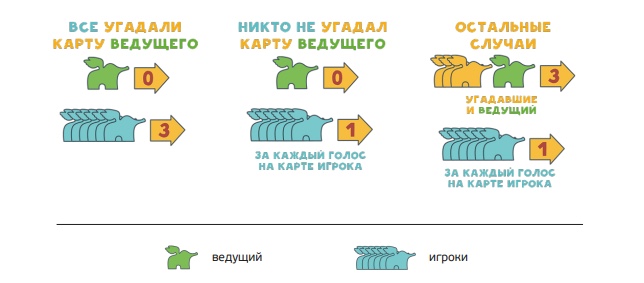 ВСЕ УГАДАЛИ
КАРТУ ВЕДУЩЕГО
0
3
НИКТО НЕ УГАДАЛ
КАРТУ ВЕДУЩЕГО
0
1
ЗА КАЖДЫЙ ГОЛОС
НА КАРТЕ ИГРОКА
ОСТАЛЬНЫЕ
СЛУЧАИ
3
УГАДАВШИЕ
И ВЕДУЩИЙ
1
ЗА КАЖДЫЙ ГОЛОС
НА КАРТЕ ИГРОКА
ведущий
игроки